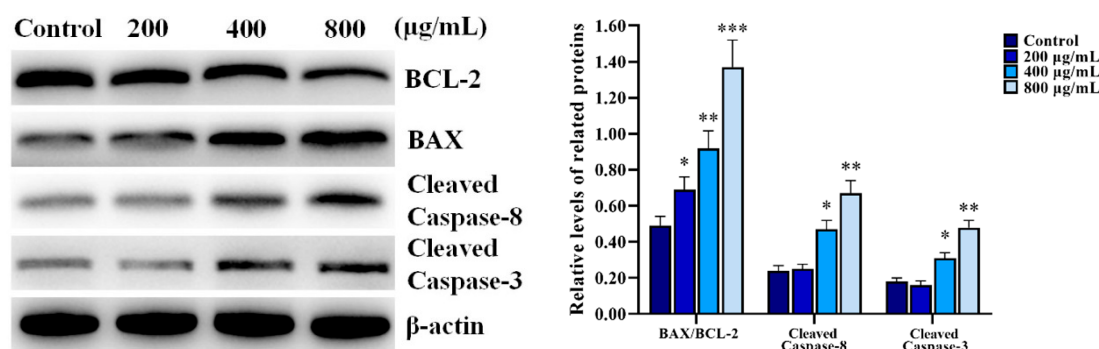 Control 200 400 800 (μg/mL)
BCL-2
BAX
Cleaved
Caspase-8
Cleaved
Caspase-3
β-actin
Relative levels of related proteins
1.60
1.40
1.20
1.00
0.80
0.60
0.40
0.20
0.00
*
**
***
*
**
*
**
BAX/BCL-2
Cleaved
Caspase-8
Cleaved
Caspase-3
Control
200 μg/mL
400 μg/mL
800 μg/mL